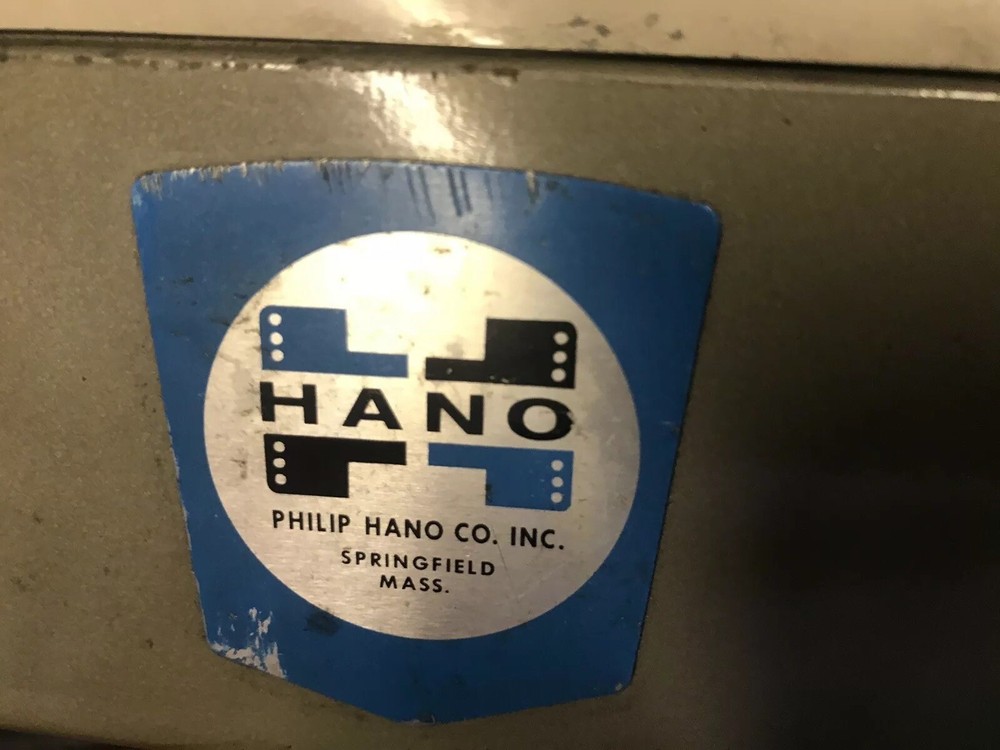 HANO
PHILIP HANO CO. INC.
SPRINGFIELD
MASS.